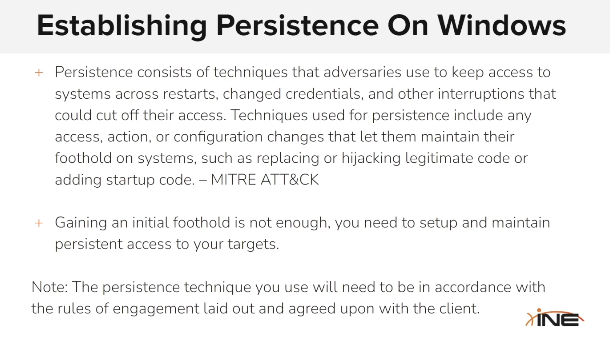 Establishing Persistence On Windows
+ Persistence consists of techniques that adversaries use to keep access to
systems across restarts, changed credentials, and other interruptions that
could cut off their access. Techniques used for persistence include any
access, action, or configuration changes that let them maintain their
foothold on systems, such as replacing or hijacking legitimate code or
adding startup code. – MITRE ATT&CK
+ Gaining an initial foothold is not enough, you need to setup and maintain
persistent access to your targets.
Note: The persistence technique you use will need to be in accordance with
the rules of engagement laid out and agreed upon with the client.
INE